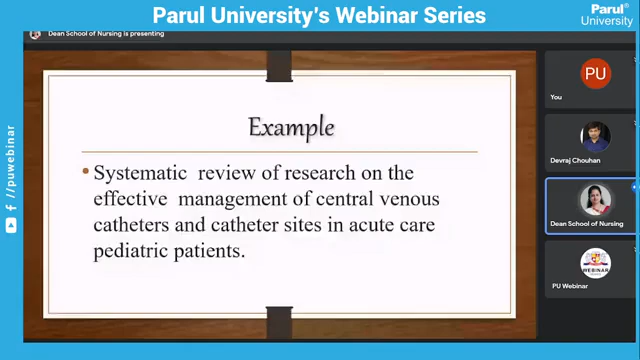 Parul University's Webinar Series
Parul®
University
Dean School of Nursing is presenting
Example
•Systematic review of research on the
effective management of central venous
catheters and catheter sites in acute care
pediatric patients.
PU
You
Devraj Chouhan
Dean School of Nursing
WEBINAR
PU Webinar
//puwebinar